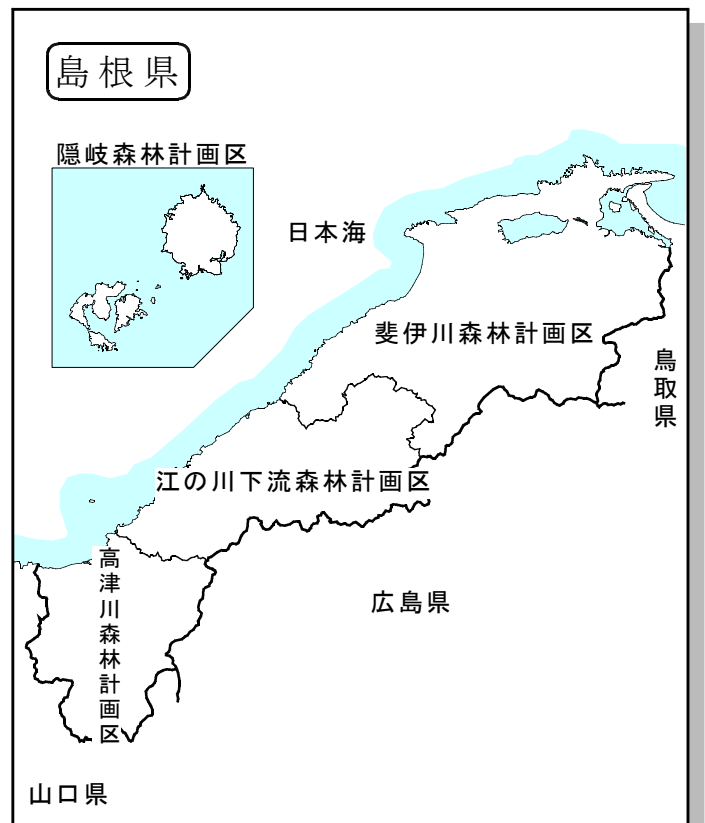 島根県
隠岐森林計画区
日本海
斐伊川森林計画区
鳥取県
江の川下流森林計画区
高津川森林計画区
広島県
山口県